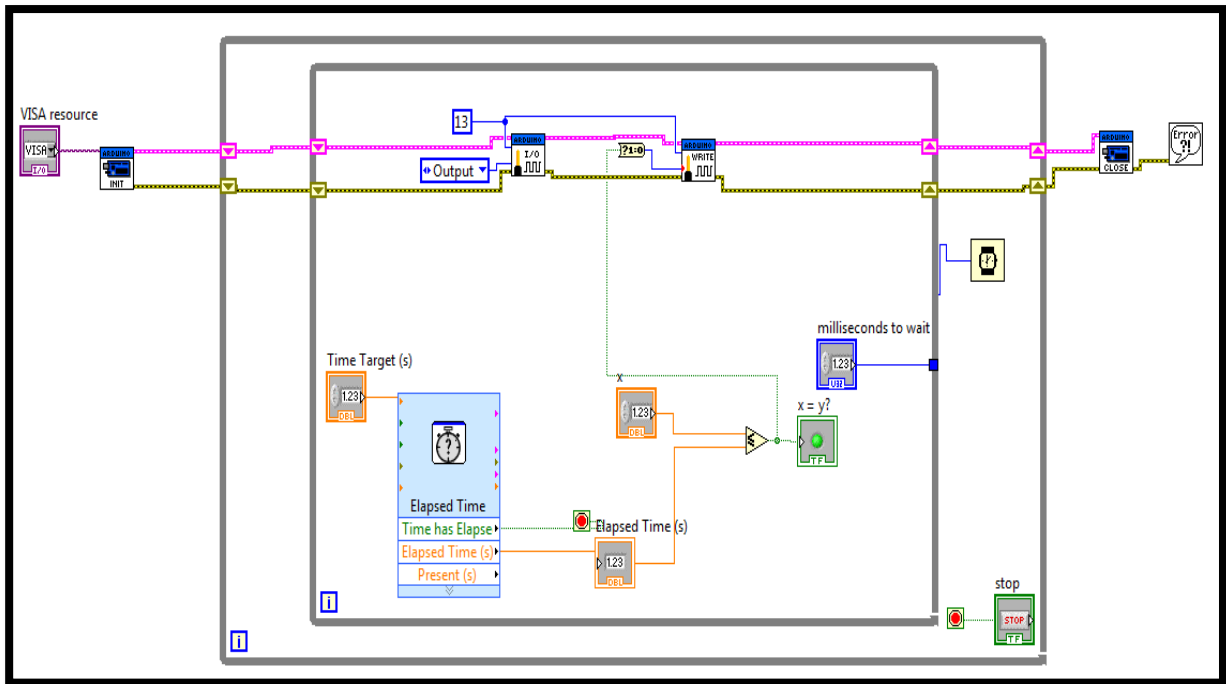 VISA resource
VISA
I/O
ARDUINO
INIT
13
Output
ARDUINO
I/O
?1:0
ARDUINO
WRITE
ARDUINO
CLOSE
Error
?!
milliseconds to wait
1.23
U32
Time Target (s)
1.23
DBL
x
1.23
DBL
x = y?
TF
?
Elapsed Time
Time has Elapse
Elapsed Time (s)
Present (s)
Elapsed Time (s)
1.23
DBL
i
stop
STOP
TF
i